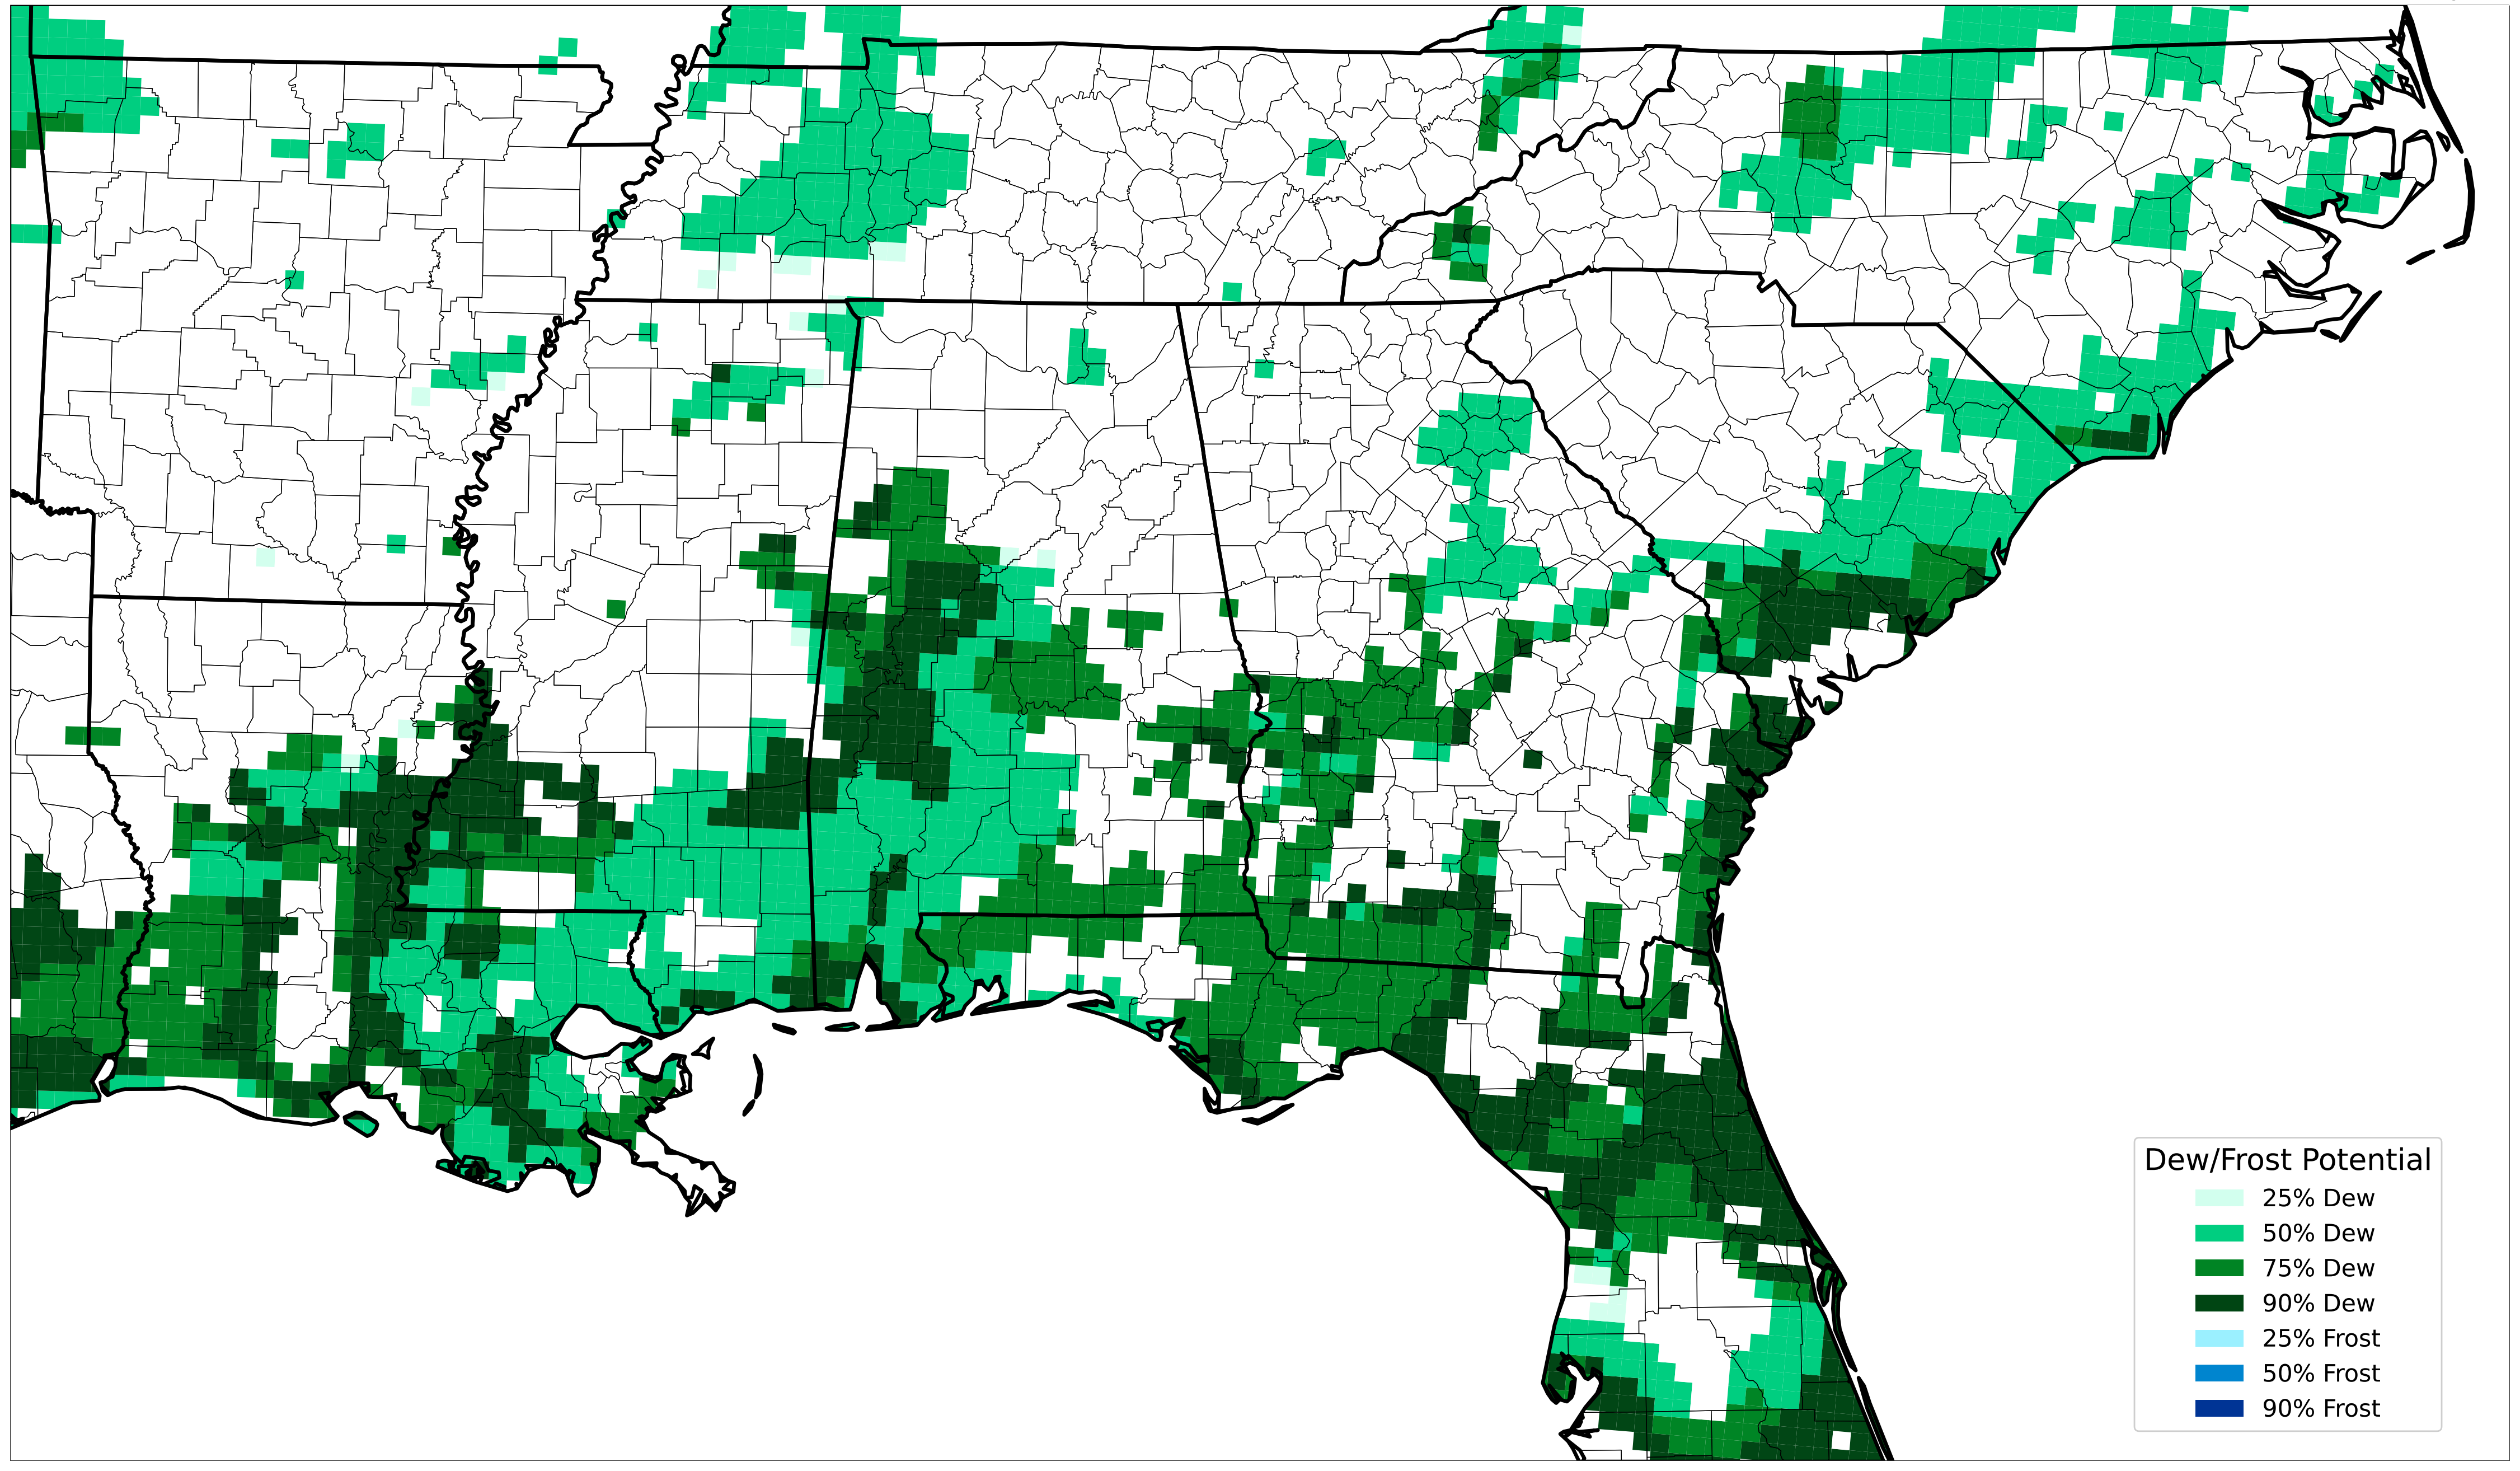 Dew/Frost Potential
25% Dew
50% Dew
75% Dew
90% Dew
25% Frost
50% Frost
90% Frost